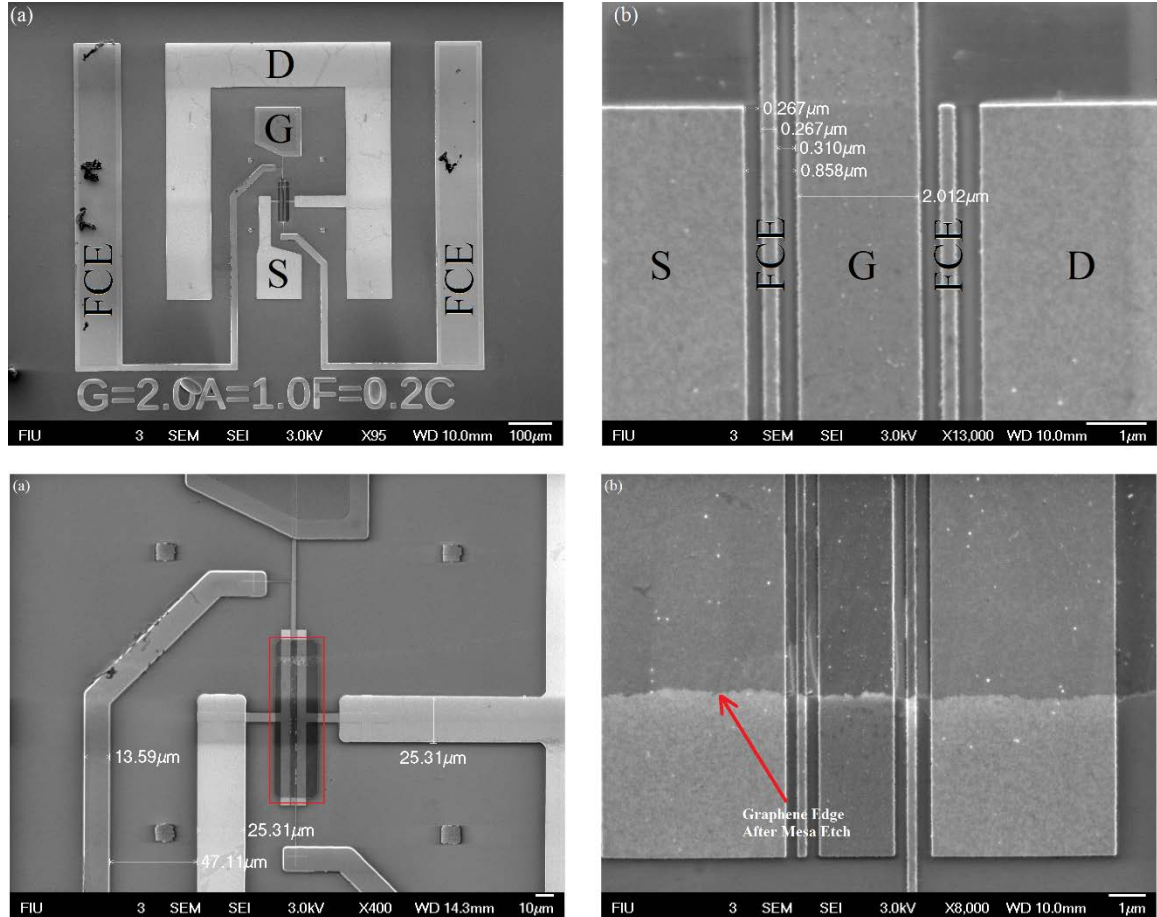 (a)
D
G
S
FCE
FCE
G=2.0A=1.0F=0.2C
FIU 3 SEM SEI 3.0kV X95 WD 10.0mm 100µm
(b)
0.267µm
0.267µm
0.310µm
0.858µm
2.012µm
S
FCE
G
FCE
D
FIU 3 SEM SEI 3.0kV X13,000 WD 10.0mm 1µm
(a)
13.59µm
25.31µm
25.31µm
47.11µm
FIU 3 SEM SEI 3.0kV X400 WD 14.3mm 10µm
(b)
Graphene Edge
After Mesa Etch
FIU 3 SEM SEI 3.0kV X8,000 WD 10.0mm 1µm